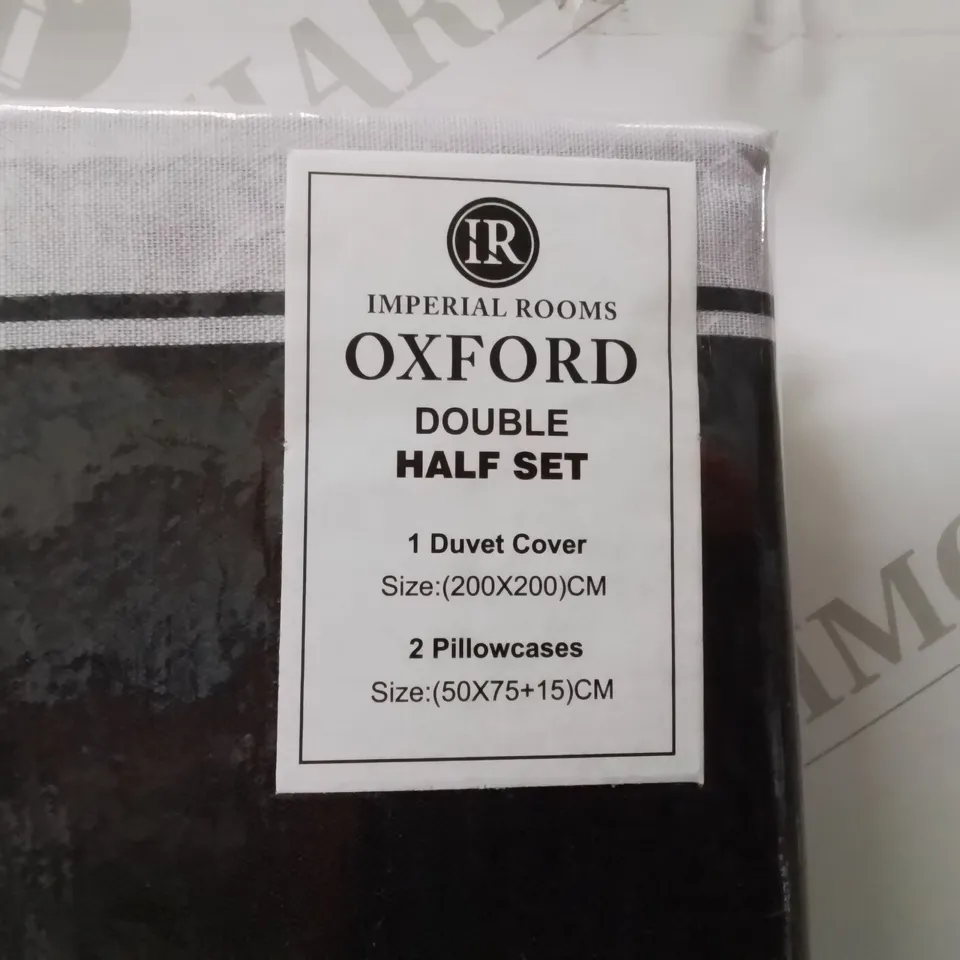 IR
IMPERIAL ROOMS
OXFORD
DOUBLE
HALF SET
1 Duvet Cover
Size:(200X200)CM
2 Pillowcases
Size:(50X75+15)CM